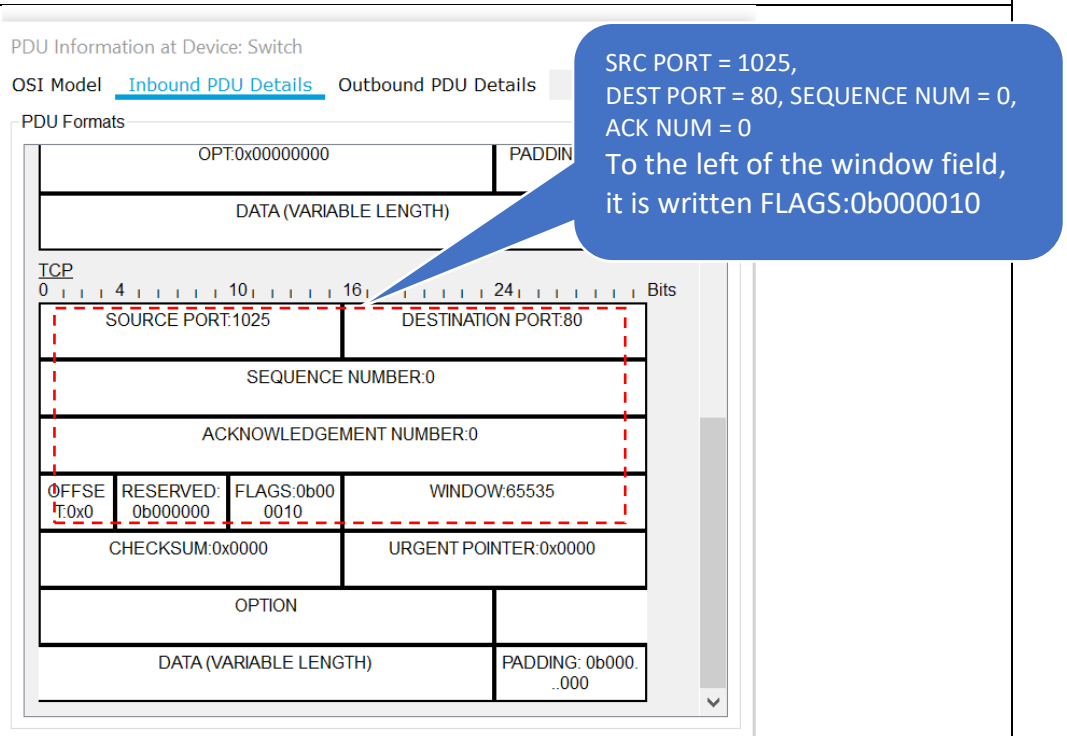 PDU Information at Device: Switch
OSI Model Inbound PDU Details Outbound PDU Details
PDU Formats
OPT:0x00000000 PADDIN
DATA (VARIABLE LENGTH)
SRC PORT = 1025,
DEST PORT = 80, SEQUENCE NUM = 0,
ACK NUM = 0
To the left of the window field,
it is written FLAGS:0b000010
TCP
0 4 10 16 24 Bits
SOURCE PORT:1025 DESTINATION PORT:80
SEQUENCE NUMBER:0
ACKNOWLEDGEMENT NUMBER:0
OFFSE RESERVED: FLAGS:0b00 WINDOW:65535
T:0x0 0b000000 0010
CHECKSUM:0x0000 URGENT POINTER:0x0000
OPTION
DATA (VARIABLE LENGTH) PADDING: 0b000.
..000